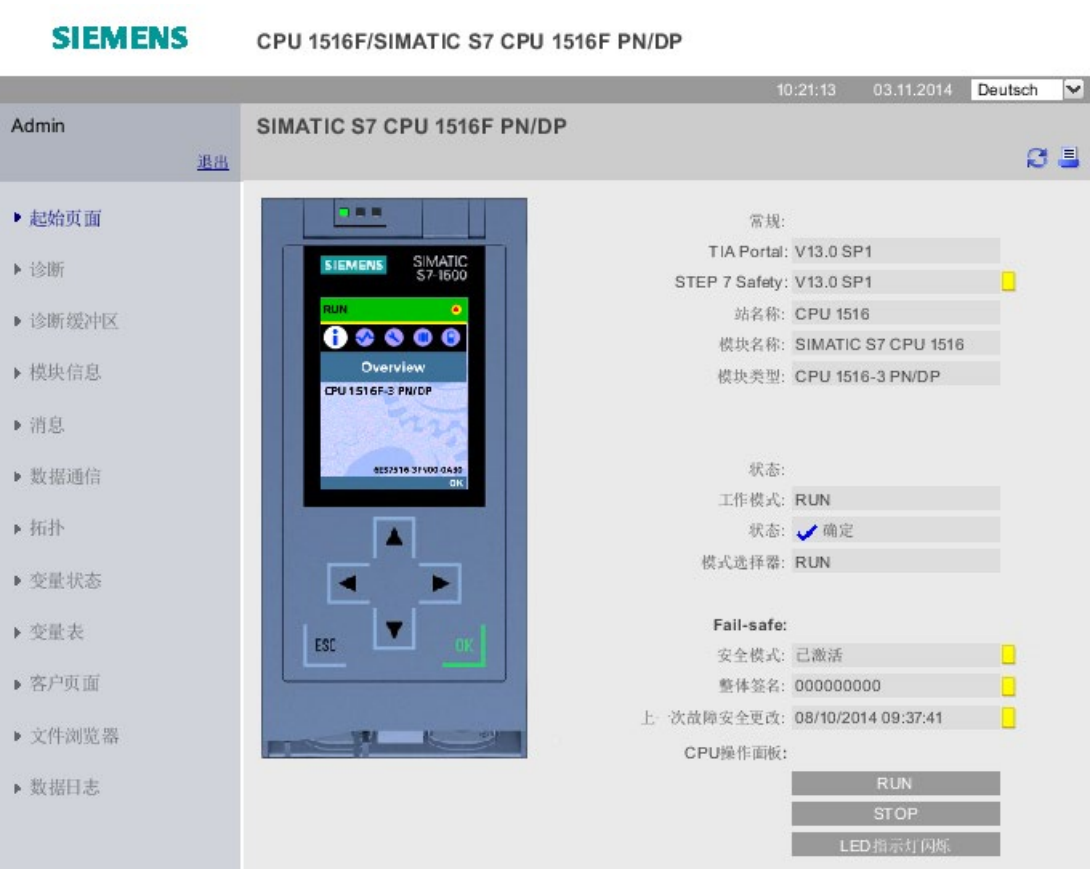 SIEMENS
CPU 1516F/SIMATIC S7 CPU 1516F PN/DP
10:21:13 03.11.2014 Deutsch
Admin
退出
SIMATIC S7 CPU 1516F PN/DP
起始页面
诊断
诊断缓冲区
模块信息
消息
数据通信
拓扑
变量状态
变量表
客户页面
文件浏览器
数据日志
SIEMENS
SIMATIC
S7-1500
RUN
Overview
CPU 1516F-3 PN/DP
OK
ESC
OK
常规:
TIA Portal: V13.0 SP1
STEP 7 Safety: V13.0 SP1
站名称: CPU 1516
模块名称: SIMATIC S7 CPU 1516
模块类型: CPU 1516-3 PN/DP
状态:
工作模式: RUN
状态: 确定
模式选择器: RUN
Fail-safe:
安全模式: 已激活
整体签名: 000000000
上一次故障安全更改: 08/10/2014 09:37:41
CPU操作面板:
RUN
STOP
LED指示灯闪烁